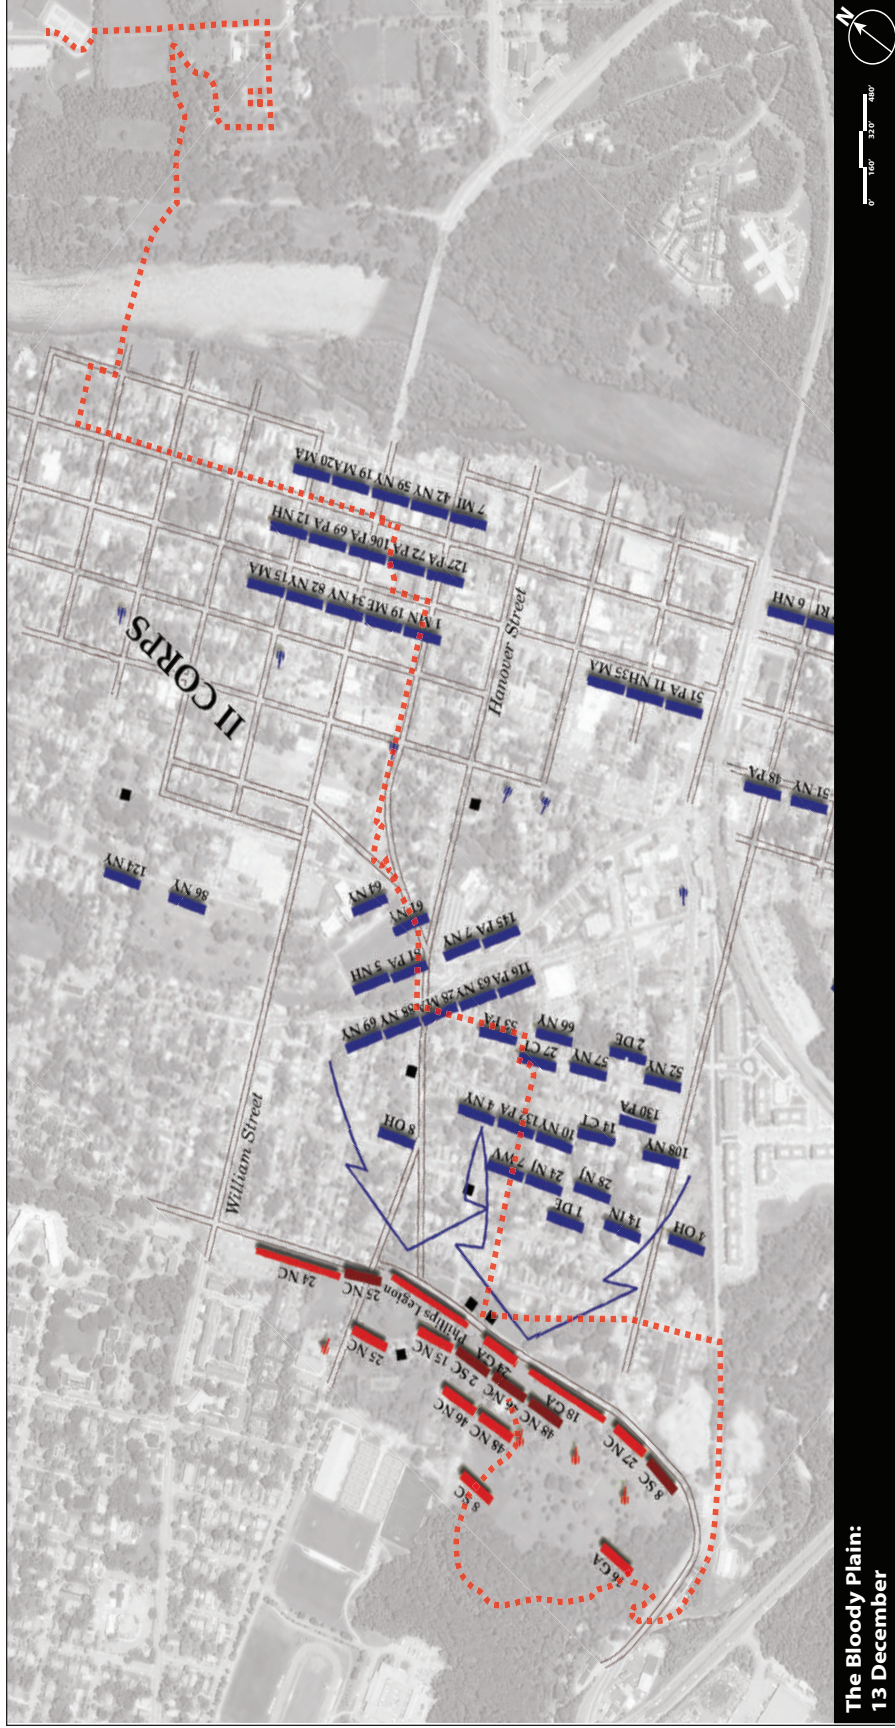 The Bloody Plain:
13 December
0'
160'
320'
480'
N
II CORPS
William Street
Hanover Street
20 MA
19 MA
59 NY
42 NY
7 MI
12 NH
69 PA
106 PA
72 PA
127 PA
15 MA
82 NY
34 NY
19 ME
1 MN
35 MA
11 NH
51 PA
6 NH
RI
48 PA
51 NY
124 NY
86 NY
64 NY
61 NY
145 PA
7 NY
5 NH
81 PA
69 NY
88 NY
28 M
63 NY
116 PA
53 PA
66 NY
27 CT
57 NY
2 DE
52 NY
8 OH
4 NY
10 NY
14 CT
130 PA
108 NY
7 WV
24 NJ
28 NJ
1 DE
14 IN
4 OH
24 NC
25 NC
Phillips Legion
25 NC
15 NC
2 SC
24 GA
48 NC
18 GA
46 NC
48 NC
27 NC
8 SC
8 SC
16 GA